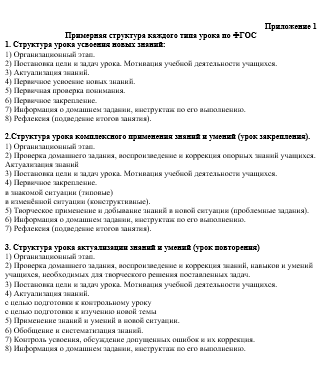 Приложение 1
Примерная структура каждого типа урока по ФГОС
1. Структура урока усвоения новых знаний:
1) Организационный этап.
2) Постановка цели и задач урока. Мотивация учебной деятельности учащихся.
3) Актуализация знаний.
4) Первичное усвоение новых знаний.
5) Первичная проверка понимания.
6) Первичное закрепление.
7) Информация о домашнем задании, инструктаж по его выполнению.
8) Рефлексия (подведение итогов занятия).
2.Структура урока комплексного применения знаний и умений (урок закрепления).
1) Организационный этап.
2) Проверка домашнего задания, воспроизведение и коррекция опорных знаний учащихся.
Актуализация знаний
3) Постановка цели и задач урока. Мотивация учебной деятельности учащихся.
4) Первичное закрепление.
в знакомой ситуации (типовые)
в изменённой ситуации (конструктивные).
5) Творческое применение и добывание знаний в новой ситуации (проблемные задания).
6) Информация о домашнем задании, инструктаж по его выполнению.
7) Рефлексия (подведение итогов занятия).
3. Структура урока актуализации знаний и умений (урок повторения)
1) Организационный этап.
2) Проверка домашнего задания, воспроизведение и коррекция знаний, навыков и умений
учащихся, необходимых для творческого решения поставленных задач.
3) Постановка цели и задач урока. Мотивация учебной деятельности учащихся.
4) Актуализация знаний.
с целью подготовки к контрольному уроку
с целью подготовки к изучению новой темы
5) Применение знаний и умений в новой ситуации.
6) Обобщение и систематизация знаний.
7) Контроль усвоения, обсуждение допущенных ошибок и их коррекция.
8) Информация о домашнем задании, инструктаж по его выполнению.